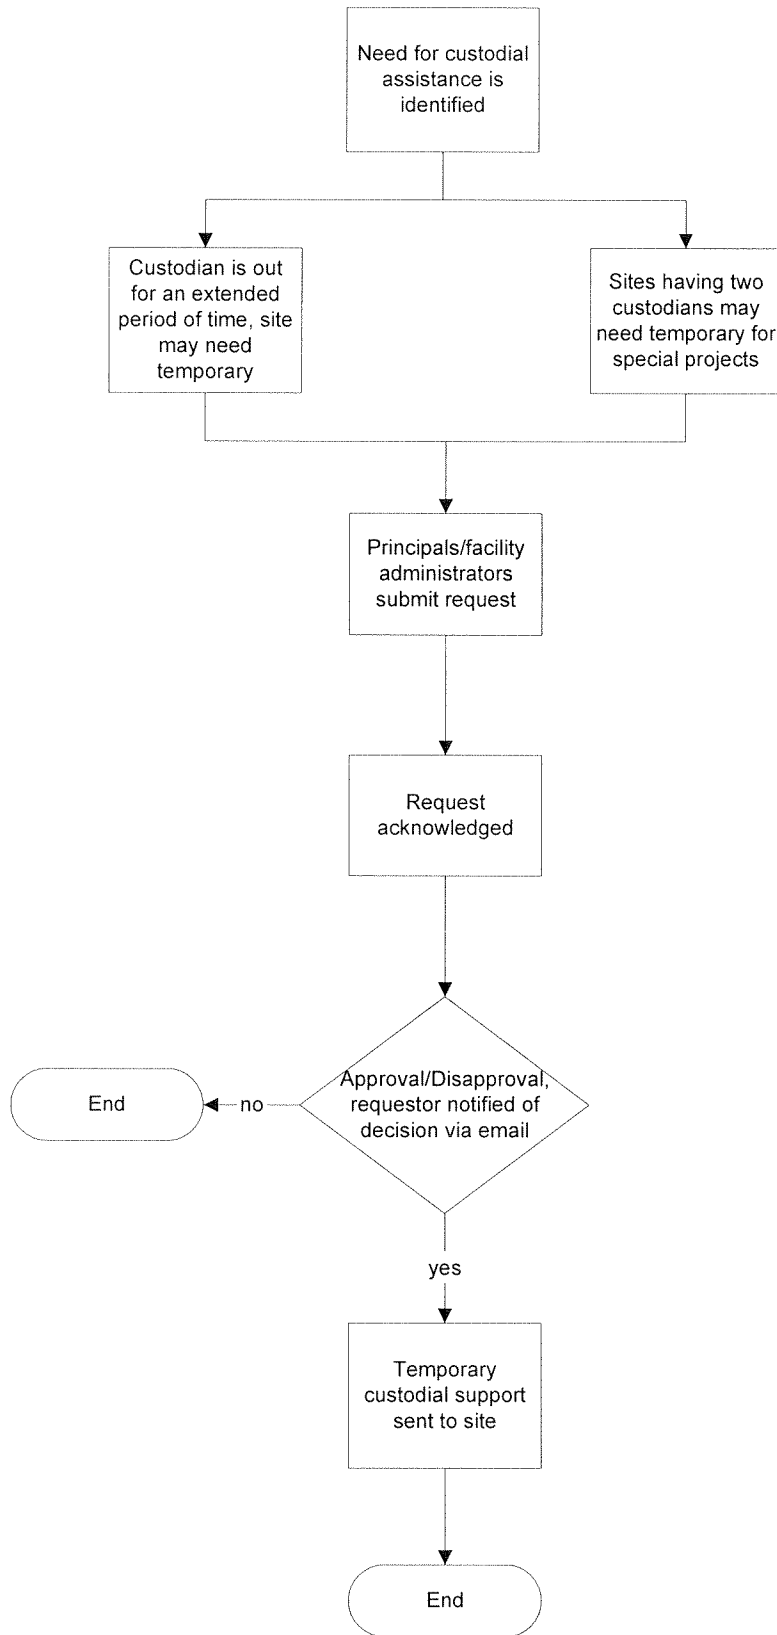 Need for custodial
assistance is
identified
Custodian is out
for an extended
period of time, site
may need
temporary
Sites having two
custodians may
need temporary for
special projects
Principals/facility
administrators
submit request
Request
acknowledged
Approval/Disapproval,
requestor notified of
decision via email
no
End
yes
Temporary
custodial support
sent to site
End